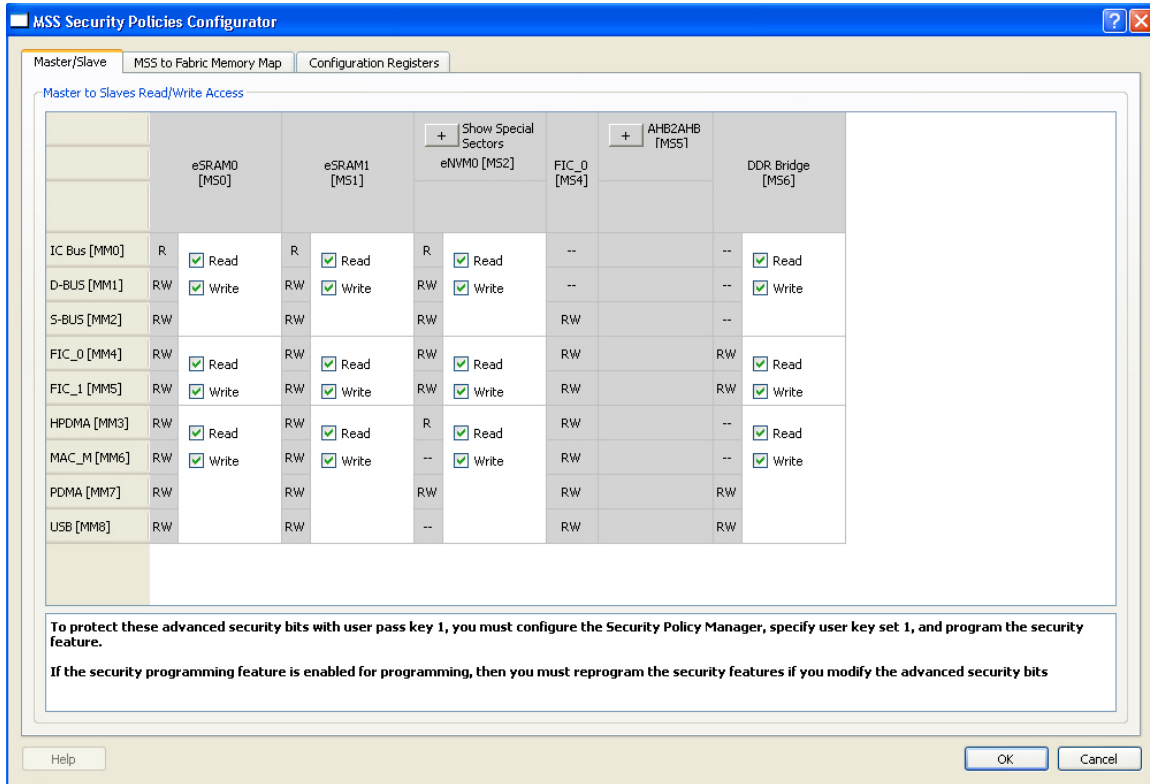 MSS Security Policies Configurator
Master/Slave MSS to Fabric Memory Map Configuration Registers
Master to Slaves Read/Write Access
eSRAM0
[MS0]
eSRAM1
[MS1]
+ Show Special
Sectors
eNVM0 [MS2]
FIC_0
[MS4]
+ AHB2AHB
[MS5]
DDR Bridge
[MS6]
IC Bus [MM0] R R R -- --
Read Read Read Read
D-BUS [MM1] RW RW RW -- --
Write Write Write Write
S-BUS [MM2] RW RW RW RW --
FIC_0 [MM4] RW RW RW RW RW
Read Read Read Read
FIC_1 [MM5] RW RW RW RW RW
Write Write Write Write
HPDMA [MM3] RW RW R RW --
Read Read Read Read
MAC_M [MM6] RW RW -- RW --
Write Write Write Write
PDMA [MM7] RW RW RW RW RW
USB [MM8] RW RW -- RW RW
To protect these advanced security bits with user pass key 1, you must configure the Security Policy Manager, specify user key set 1, and program the security
feature.
If the security programming feature is enabled for programming, then you must reprogram the security features if you modify the advanced security bits
Help OK Cancel